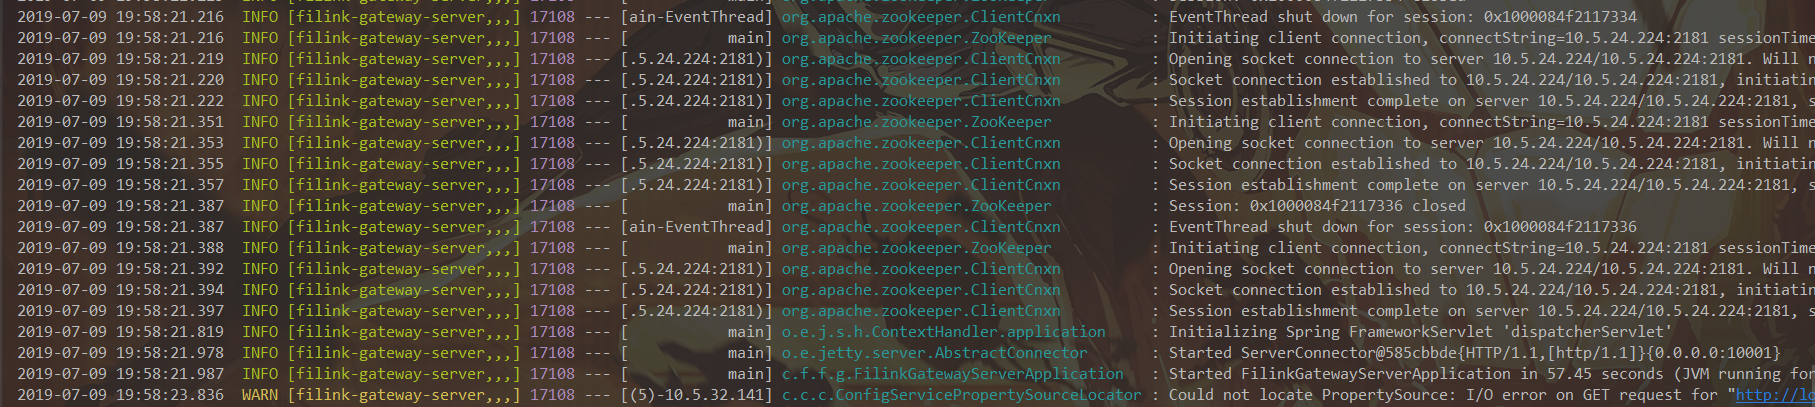 2019-07-09 19:58:21.216 INFO [filink-gateway-server,,,] 17108 --- [ain-EventThread] org.apache.zookeeper.ClientCnxn : EventThread shut down for session: 0x1000084f2117334
2019-07-09 19:58:21.216 INFO [filink-gateway-server,,,] 17108 --- [ main] org.apache.zookeeper.ZooKeeper : Initiating client connection, connectString=10.5.24.224:2181 sessionTime
2019-07-09 19:58:21.219 INFO [filink-gateway-server,,,] 17108 --- [.5.24.224:2181)] org.apache.zookeeper.ClientCnxn : Opening socket connection to server 10.5.24.224/10.5.24.224:2181. Will n
2019-07-09 19:58:21.220 INFO [filink-gateway-server,,,] 17108 --- [.5.24.224:2181)] org.apache.zookeeper.ClientCnxn : Socket connection established to 10.5.24.224/10.5.24.224:2181, initiating
2019-07-09 19:58:21.222 INFO [filink-gateway-server,,,] 17108 --- [.5.24.224:2181)] org.apache.zookeeper.ClientCnxn : Session establishment complete on server 10.5.24.224/10.5.24.224:2181, s
2019-07-09 19:58:21.351 INFO [filink-gateway-server,,,] 17108 --- [ main] org.apache.zookeeper.ZooKeeper : Initiating client connection, connectString=10.5.24.224:2181 sessionTime
2019-07-09 19:58:21.353 INFO [filink-gateway-server,,,] 17108 --- [.5.24.224:2181)] org.apache.zookeeper.ClientCnxn : Opening socket connection to server 10.5.24.224/10.5.24.224:2181. Will n
2019-07-09 19:58:21.355 INFO [filink-gateway-server,,,] 17108 --- [.5.24.224:2181)] org.apache.zookeeper.ClientCnxn : Socket connection established to 10.5.24.224/10.5.24.224:2181, initiatin
2019-07-09 19:58:21.357 INFO [filink-gateway-server,,,] 17108 --- [.5.24.224:2181)] org.apache.zookeeper.ClientCnxn : Session establishment complete on server 10.5.24.224/10.5.24.224:2181, s
2019-07-09 19:58:21.387 INFO [filink-gateway-server,,,] 17108 --- [ main] org.apache.zookeeper.ZooKeeper : Session: 0x1000084f2117336 closed
2019-07-09 19:58:21.387 INFO [filink-gateway-server,,,] 17108 --- [ain-EventThread] org.apache.zookeeper.ClientCnxn : EventThread shut down for session: 0x1000084f2117336
2019-07-09 19:58:21.388 INFO [filink-gateway-server,,,] 17108 --- [ main] org.apache.zookeeper.ZooKeeper : Initiating client connection, connectString=10.5.24.224:2181 sessionTime
2019-07-09 19:58:21.392 INFO [filink-gateway-server,,,] 17108 --- [.5.24.224:2181)] org.apache.zookeeper.ClientCnxn : Opening socket connection to server 10.5.24.224/10.5.24.224:2181. Will n
2019-07-09 19:58:21.394 INFO [filink-gateway-server,,,] 17108 --- [.5.24.224:2181)] org.apache.zookeeper.ClientCnxn : Socket connection established to 10.5.24.224/10.5.24.224:2181, initiatin
2019-07-09 19:58:21.397 INFO [filink-gateway-server,,,] 17108 --- [.5.24.224:2181)] org.apache.zookeeper.ClientCnxn : Session establishment complete on server 10.5.24.224/10.5.24.224:2181, s
2019-07-09 19:58:21.819 INFO [filink-gateway-server,,,] 17108 --- [ main] o.e.j.s.h.ContextHandler.application : Initializing Spring FrameworkServlet 'dispatcherServlet'
2019-07-09 19:58:21.978 INFO [filink-gateway-server,,,] 17108 --- [ main] o.e.jetty.server.AbstractConnector : Started ServerConnector@585cbbde{HTTP/1.1,[http/1.1]}{0.0.0.0:10001}
2019-07-09 19:58:21.987 INFO [filink-gateway-server,,,] 17108 --- [ main] c.f.f.g.FilinkGatewayServerApplication : Started FilinkGatewayServerApplication in 57.45 seconds (JVM running for
2019-07-09 19:58:23.836 WARN [filink-gateway-server,,,] 17108 --- [(5)-10.5.32.141] c.c.c.ConfigServicePropertySourceLocator : Could not locate PropertySource: I/O error on GET request for "http://lo